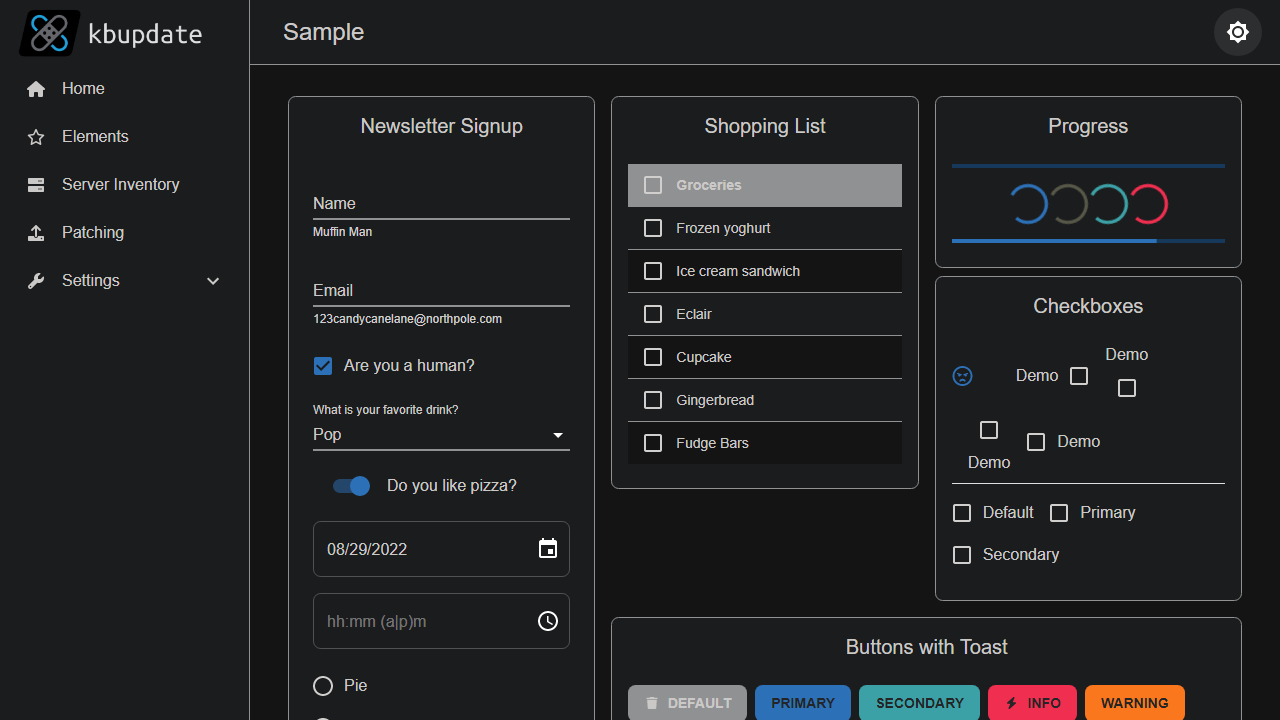 kbupdate
Sample
Home
Elements
Server Inventory
Patching
Settings
Newsletter Signup
Name
Muffin Man
Email
123candycanelane@northpole.com
Are you a human?
What is your favorite drink?
Pop
Do you like pizza?
08/29/2022
hh:mm (a|p)m
Pie
Shopping List
Groceries
Frozen yoghurt
Ice cream sandwich
Eclair
Cupcake
Gingerbread
Fudge Bars
Progress
Checkboxes
Demo
Demo
Demo
Demo
Default Primary
Secondary
Buttons with Toast
DEFAULT PRIMARY SECONDARY INFO WARNING